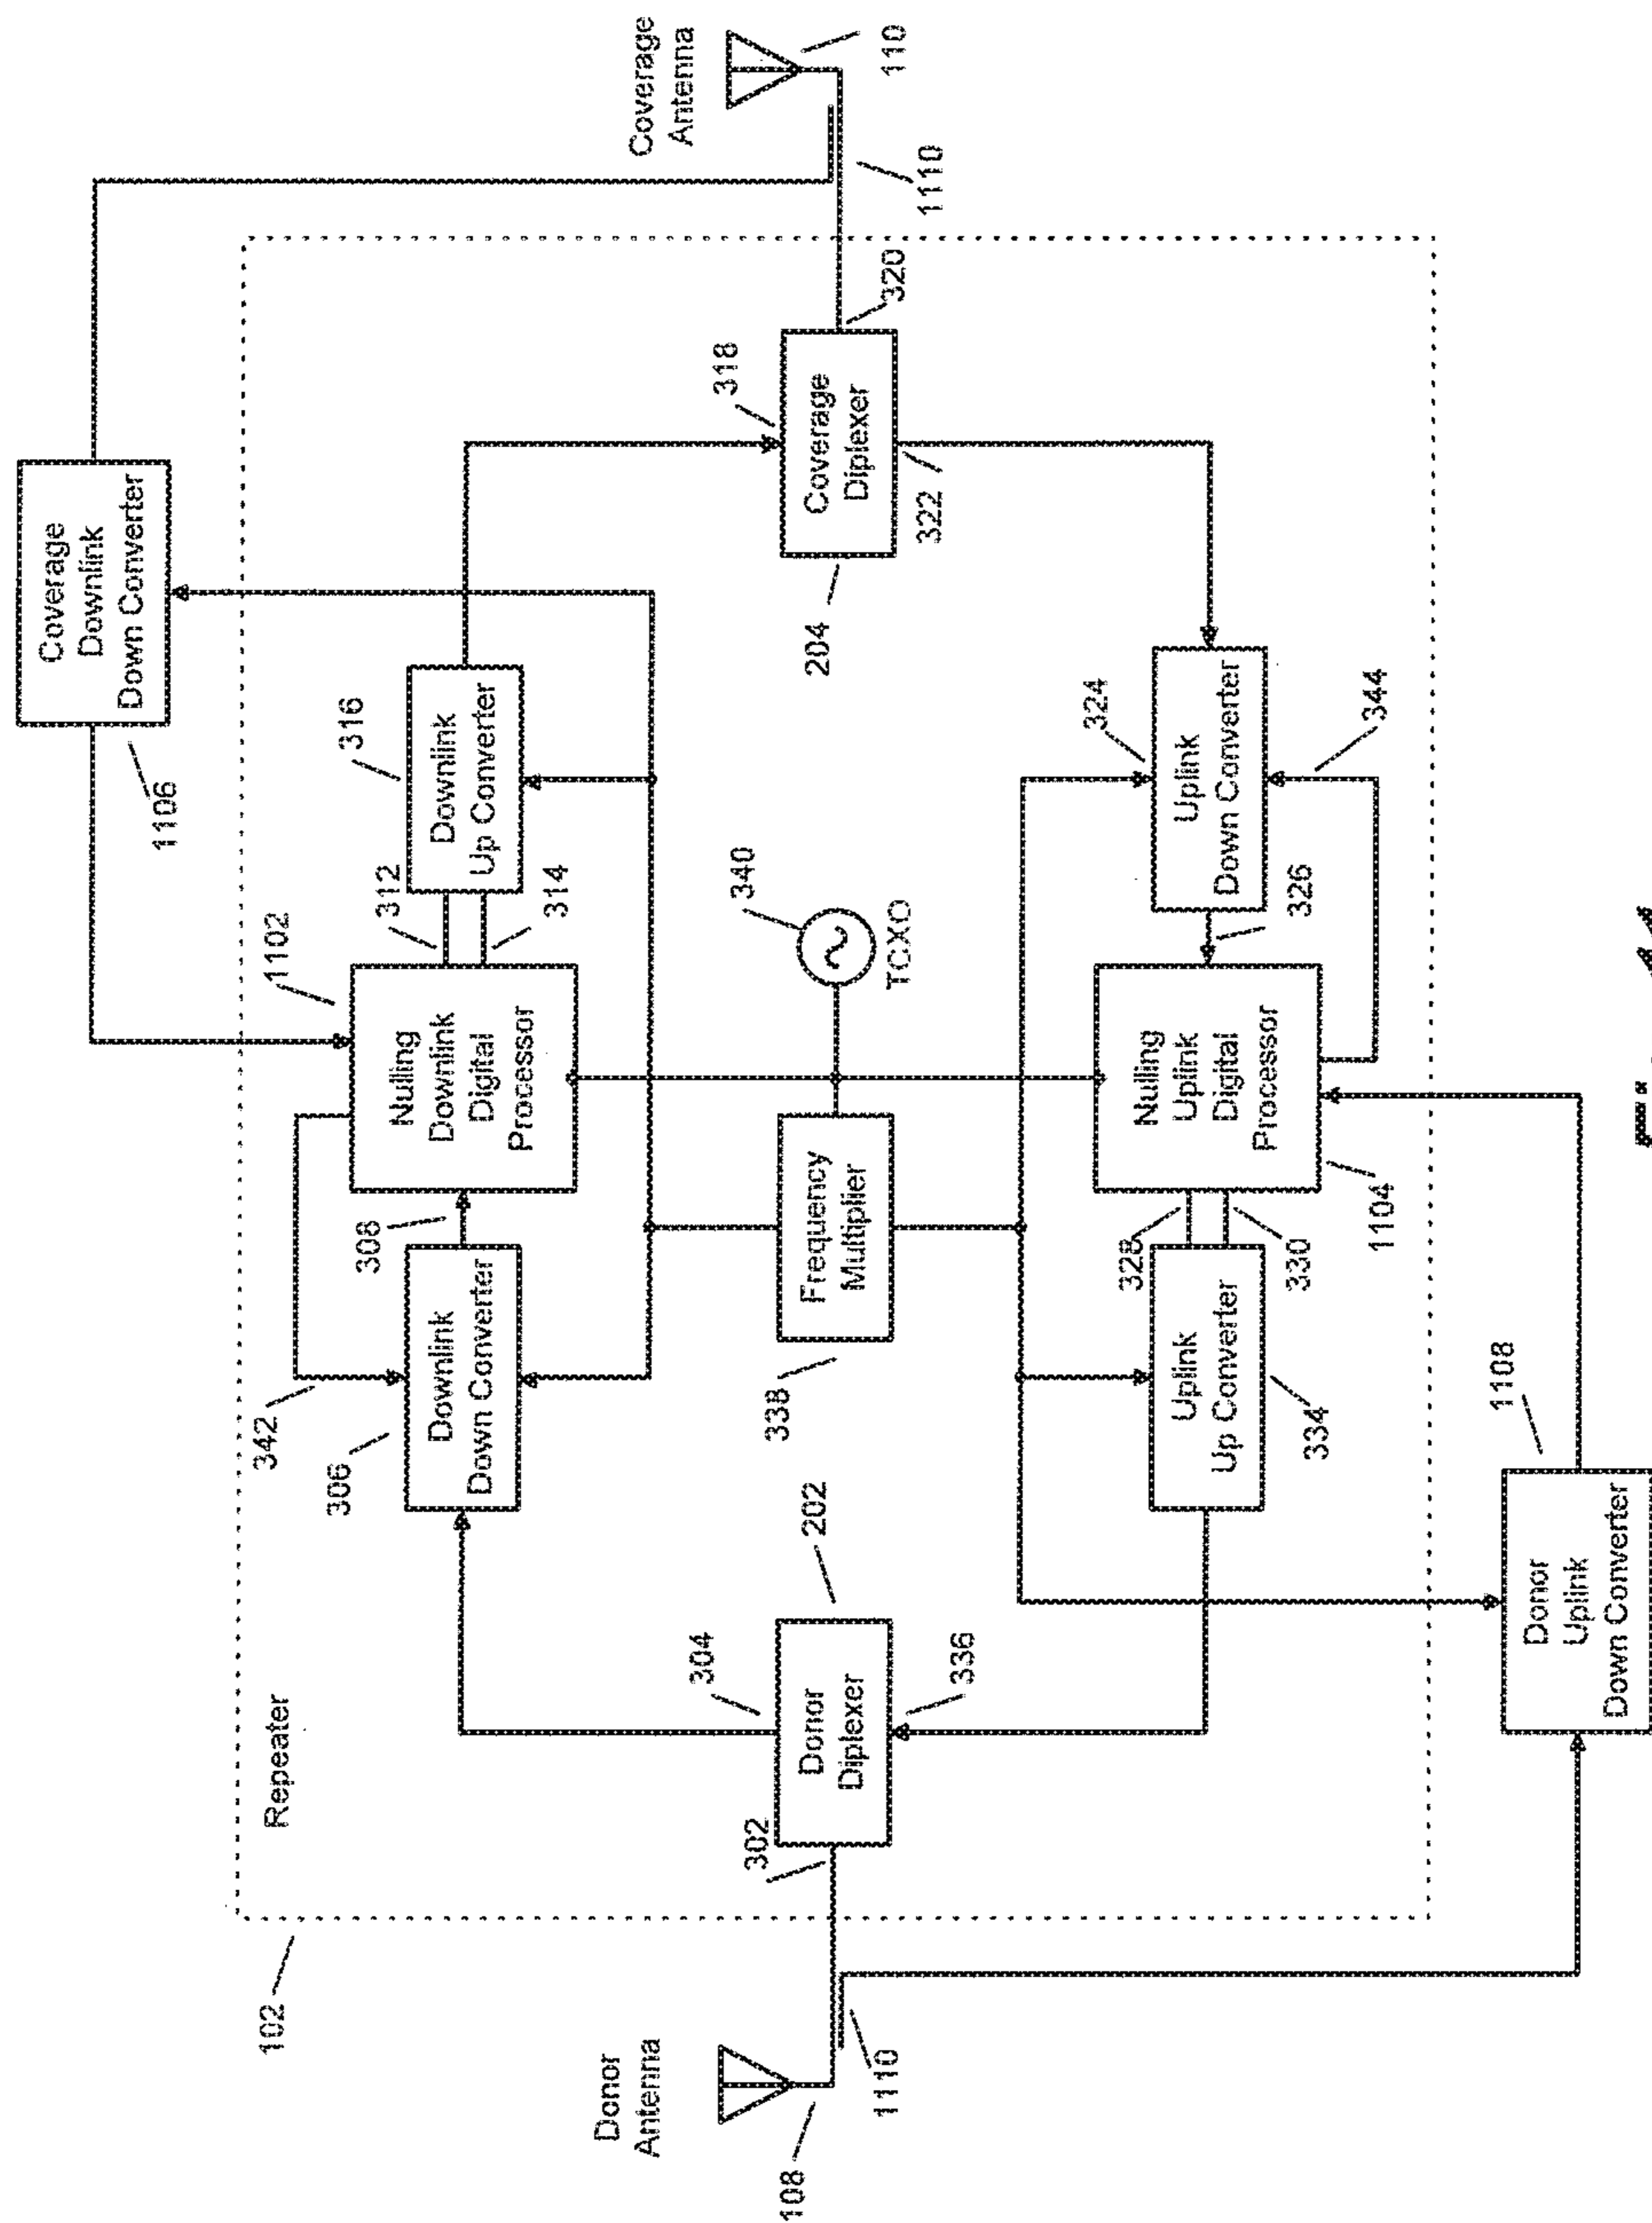 Coverage
Downlink
Down Converter
1106
Coverage
Antenna
110
1110
Repeater
102
342
306
Downlink
Down Converter
308
1102
Nulling
Downlink
Digital
Processor
312
314
316
Downlink
Up Converter
318
320
Coverage
Diplexer
322
204
Donor
Antenna
108
1110
302
304
Donor
Diplexer
336
202
338
Frequency
Multiplier
340
TCXO
334
Uplink
Up Converter
328
330
Nulling
Uplink
Digital
Processor
1104
326
324
Uplink
Down Converter
344
1108
Donor
Uplink
Down Converter